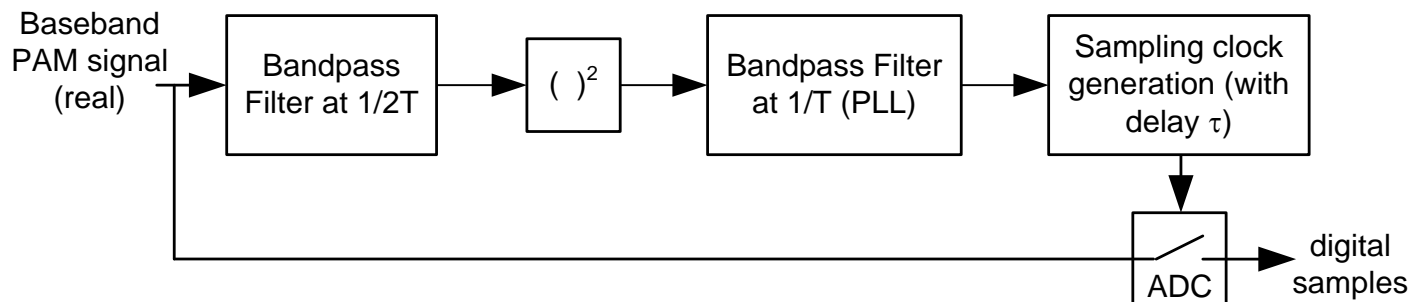 Baseband
PAM signal
(real)
Bandpass
Filter at 1/2T
( )²
Bandpass Filter
at 1/T (PLL)
Sampling clock
generation (with
delay τ)
ADC
digital
samples